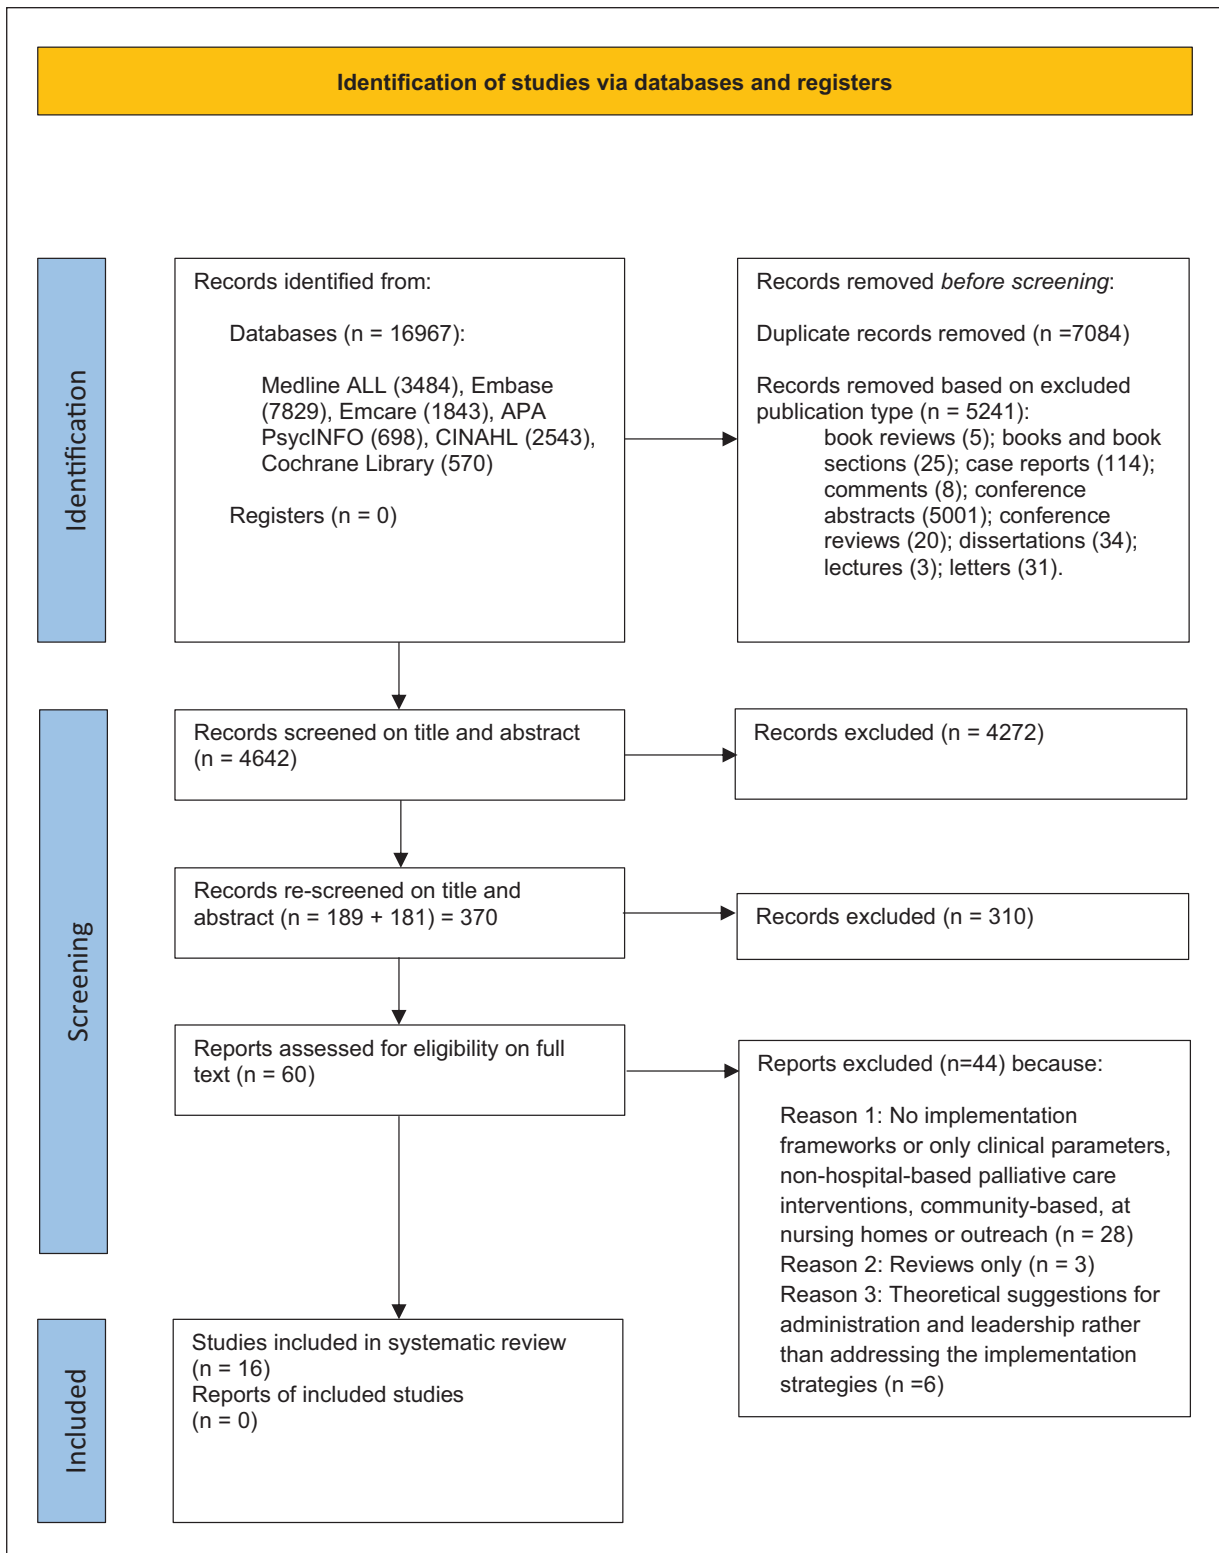 Identification of studies via databases and registers
Identification
Records identified from:
Databases (n = 16967):
Medline ALL (3484), Embase
(7829), Emcare (1843), APA
PsycINFO (698), CINAHL (2543),
Cochrane Library (570)
Registers (n = 0)
Records removed before screening:
Duplicate records removed (n =7084)
Records removed based on excluded
publication type (n = 5241):
book reviews (5); books and book
sections (25); case reports (114);
comments (8); conference
abstracts (5001); conference
reviews (20); dissertations (34);
lectures (3); letters (31).
Screening
Records screened on title and abstract
(n = 4642)
Records excluded (n = 4272)
Records re-screened on title and
abstract (n = 189 + 181) = 370
Records excluded (n = 310)
Reports assessed for eligibility on full
text (n = 60)
Reports excluded (n=44) because:
Reason 1: No implementation
frameworks or only clinical parameters,
non-hospital-based palliative care
interventions, community-based, at
nursing homes or outreach (n = 28)
Reason 2: Reviews only (n = 3)
Reason 3: Theoretical suggestions for
administration and leadership rather
than addressing the implementation
strategies (n =6)
Included
Studies included in systematic review
(n = 16)
Reports of included studies
(n = 0)